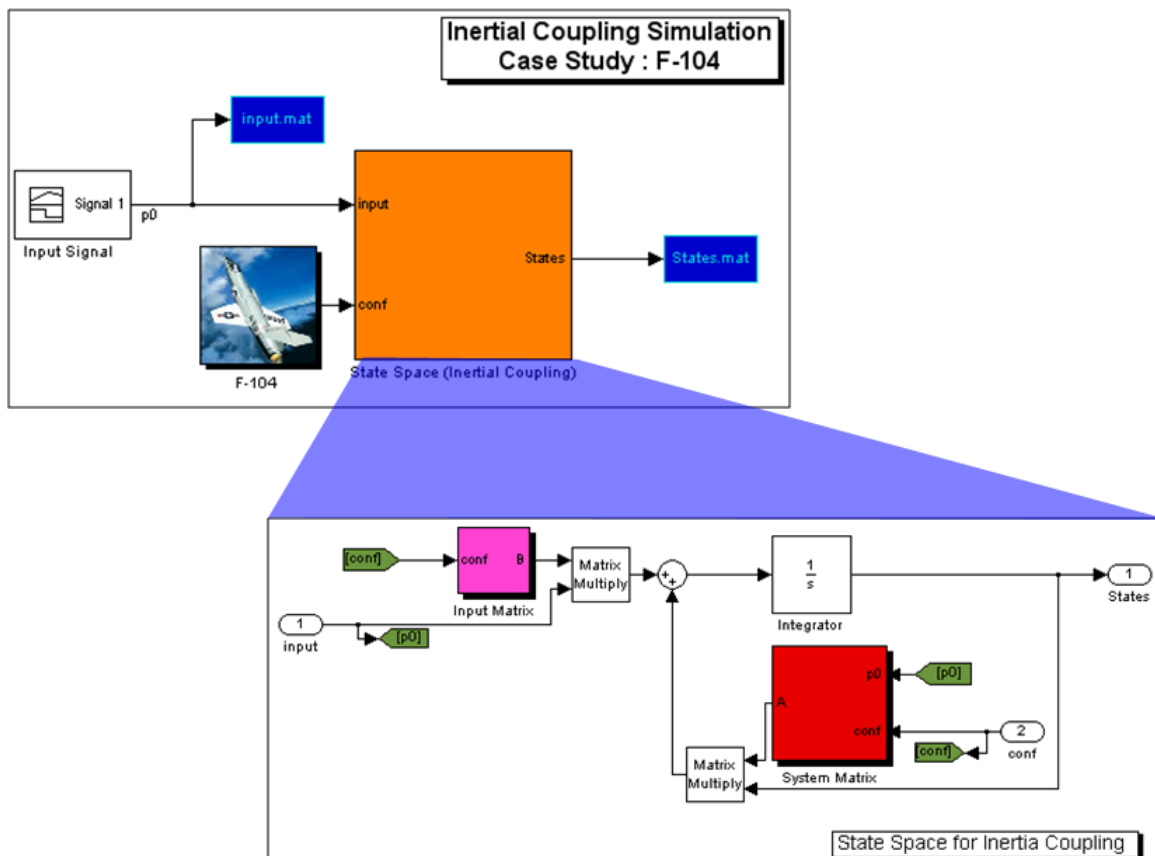 Inertial Coupling Simulation
Case Study : F-104
input.mat
Signal 1
p0
Input Signal
input
States
States.mat
conf
F-104
State Space (Inertial Coupling)
[conf]
conf
B
Input Matrix
Matrix
Multiply
+
+
1
s
Integrator
1
States
1
input
[p0]
p0
[p0]
A
conf
2
conf
[conf]
System Matrix
Matrix
Multiply
State Space for Inertia Coupling